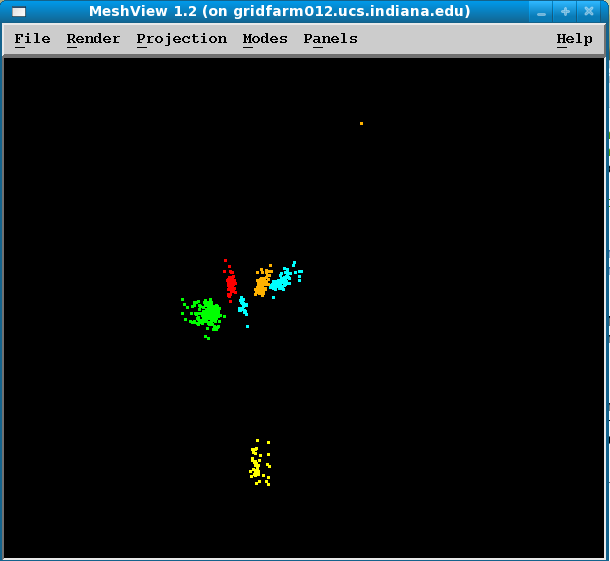 MeshView 1.2 (on gridfarm012.ucs.indiana.edu)
File Render Projection Modes Panels Help